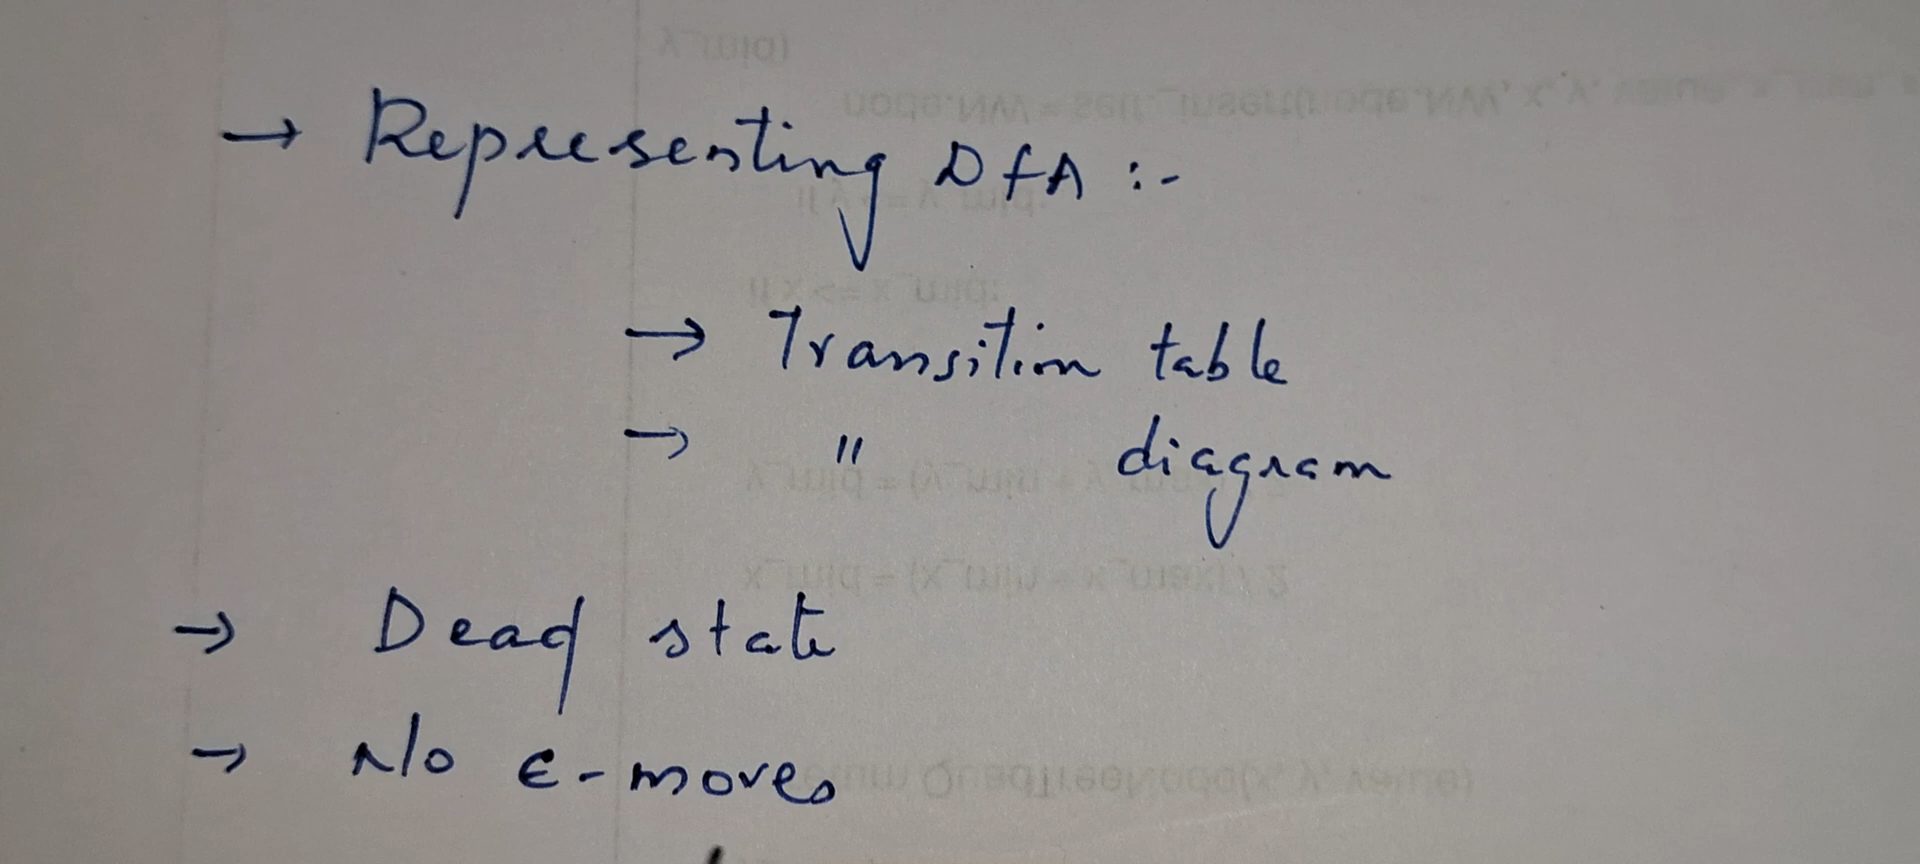 → Representing DFA :-
→ Transition table
→ " diagram
→ Dead state
→ No ε-moves